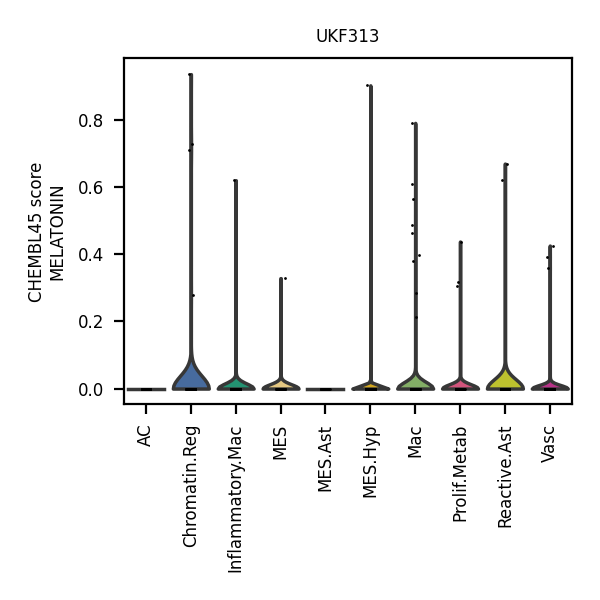 UKF313
CHEMBL45 score
MELATONIN
0.8
0.6
0.4
0.2
0.0
AC
Chromatin.Reg
Inflammatory.Mac
MES
MES.Ast
MES.Hyp
Mac
Prolif.Metab
Reactive.Ast
Vasc